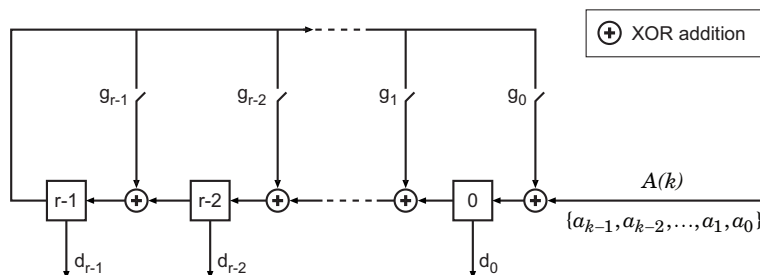 XOR addition
g_{r-1}
g_{r-2}
g_1
g_0
A(k)
r-1
r-2
0
{a_{k-1}, a_{k-2}, ..., a_1, a_0}
d_{r-1}
d_{r-2}
d_0